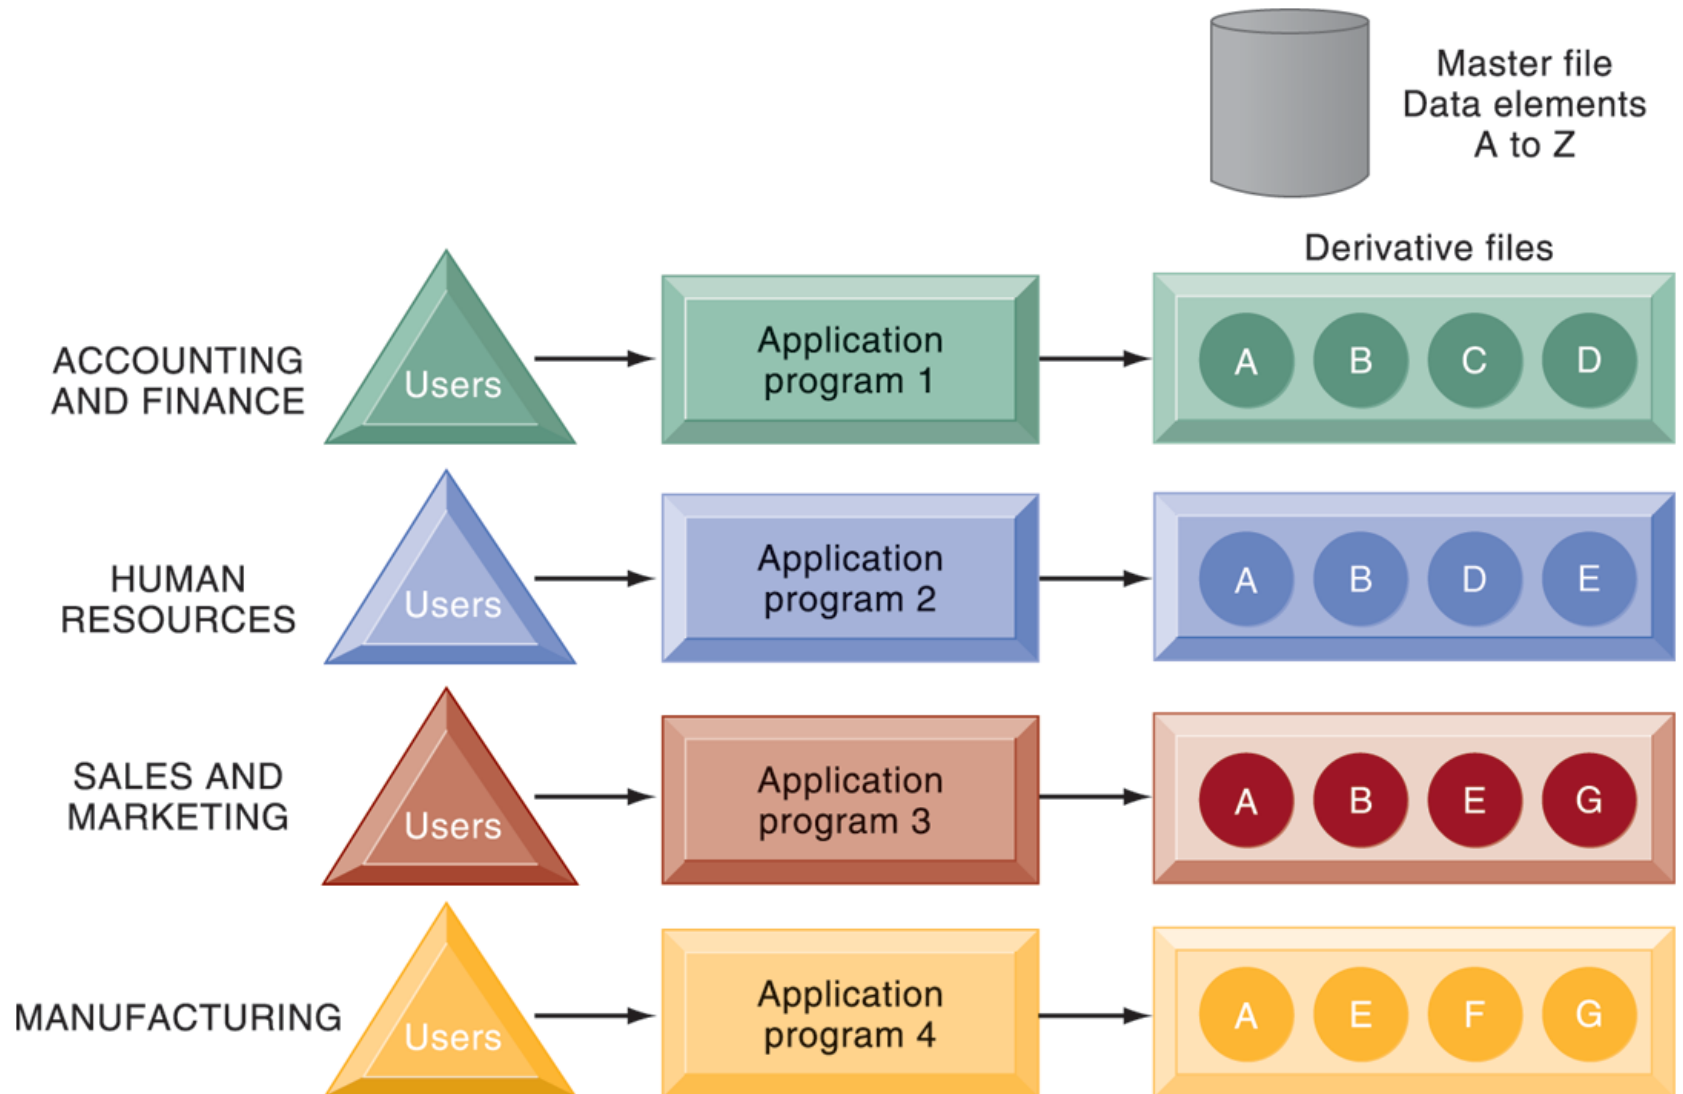 Master file
Data elements
A to Z
Derivative files
ACCOUNTING
AND FINANCE
Users
Application
program 1
A B C D
HUMAN
RESOURCES
Users
Application
program 2
A B D E
SALES AND
MARKETING
Users
Application
program 3
A B E G
MANUFACTURING
Users
Application
program 4
A E F G